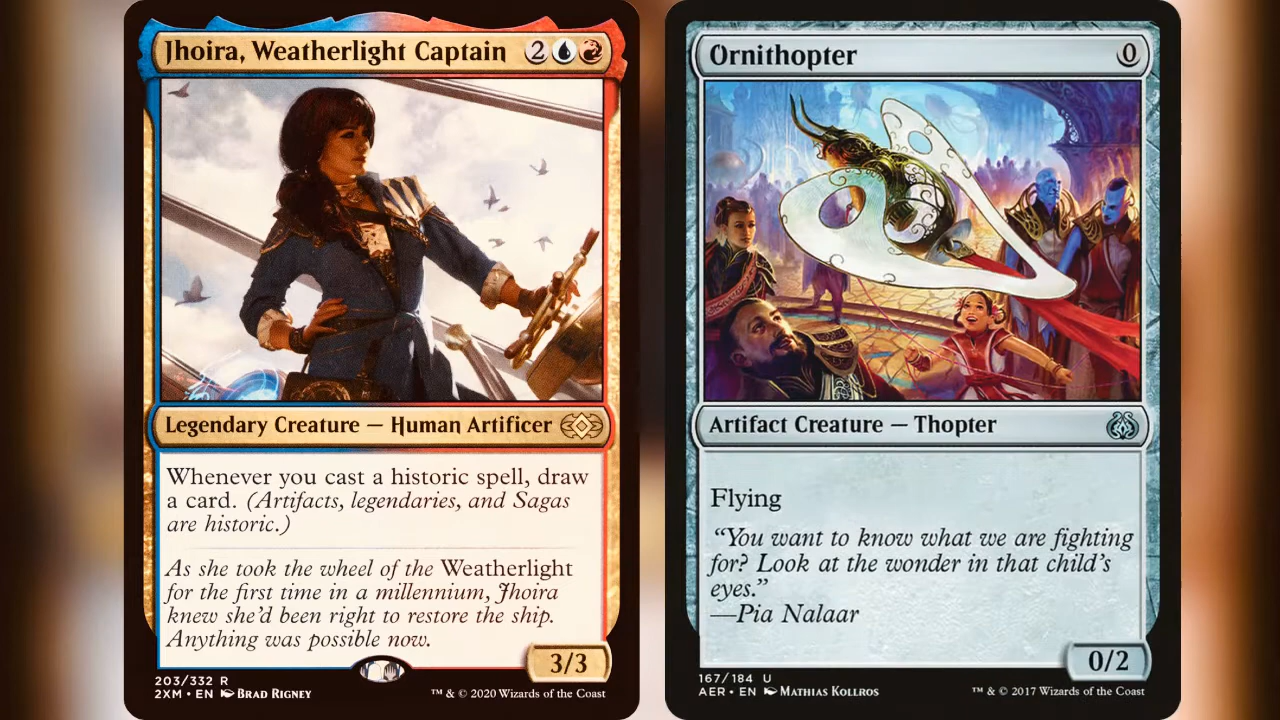 Jhoira, Weatherlight Captain 2
Legendary Creature — Human Artificer
Whenever you cast a historic spell, draw
a card. (Artifacts, legendaries, and Sagas
are historic.)
As she took the wheel of the Weatherlight
for the first time in a millennium, Jhoira
knew she'd been right to restore the ship.
Anything was possible now.
3/3
203/332 R
2XM • EN Brad Rigney
™ & © 2020 Wizards of the Coast
Ornithopter 0
Artifact Creature — Thopter
Flying
“You want to know what we are fighting
for? Look at the wonder in that child's
eyes.”
—Pia Nalaar
0/2
167/184 U
AER • EN Mathias Kollros
™ & © 2017 Wizards of the Coast